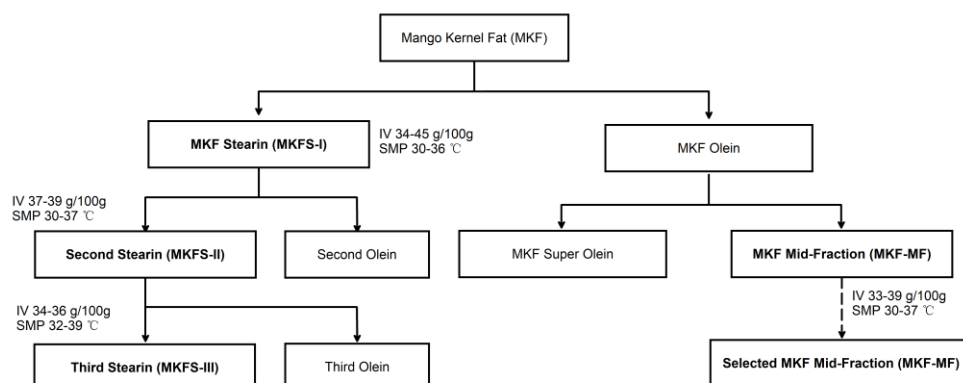 Mango Kernel Fat (MKF)
MKF Stearin (MKFS-I)
IV 34-45 g/100g
SMP 30-36 ℃
MKF Olein
IV 37-39 g/100g
SMP 30-37 ℃
Second Stearin (MKFS-II)
Second Olein
MKF Super Olein
MKF Mid-Fraction (MKF-MF)
IV 34-36 g/100g
SMP 32-39 ℃
IV 33-39 g/100g
SMP 30-37 ℃
Third Stearin (MKFS-III)
Third Olein
Selected MKF Mid-Fraction (MKF-MF)